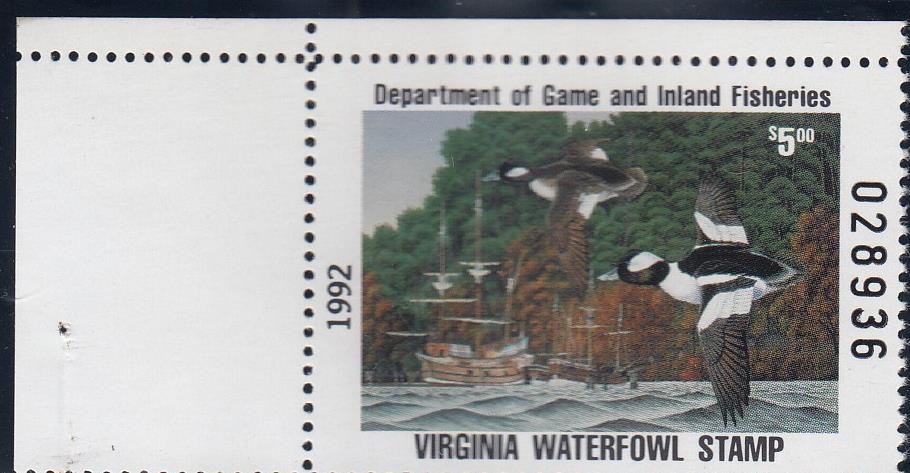 Department of Game and Inland Fisheries
$5.00
1992
028936
VIRGINIA WATERFOWL STAMP